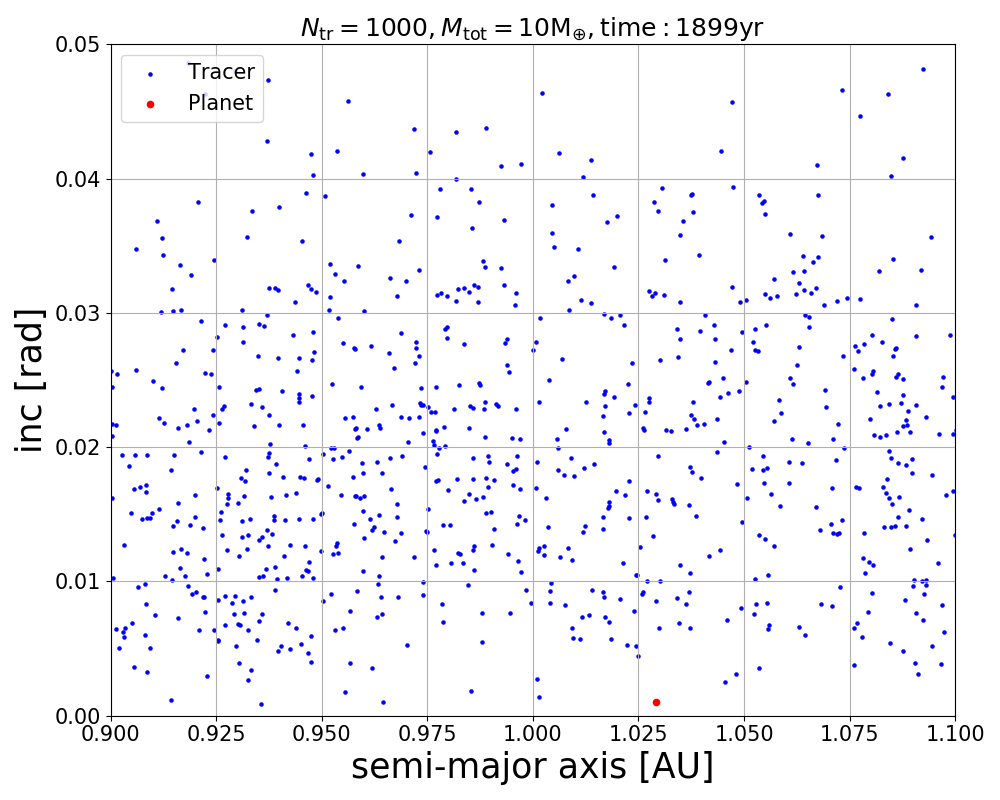 N_tr = 1000, M_tot = 10M_⊕, time : 1899yr
Tracer
Planet
inc [rad]
0.05
0.04
0.03
0.02
0.01
0.00
0.900 0.925 0.950 0.975 1.000 1.025 1.050 1.075 1.100
semi-major axis [AU]